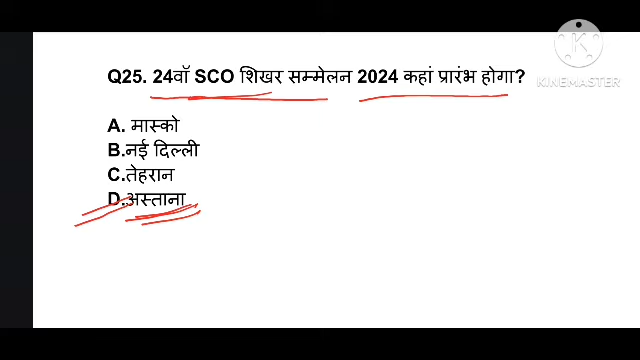 Q25. 24वॉ SCO शिखर सम्मेलन 2024 कहां प्रारंभ होगा?
A. मास्को
B.नई दिल्ली
C.तेहरान
D.अस्ताना
KINEMASTER